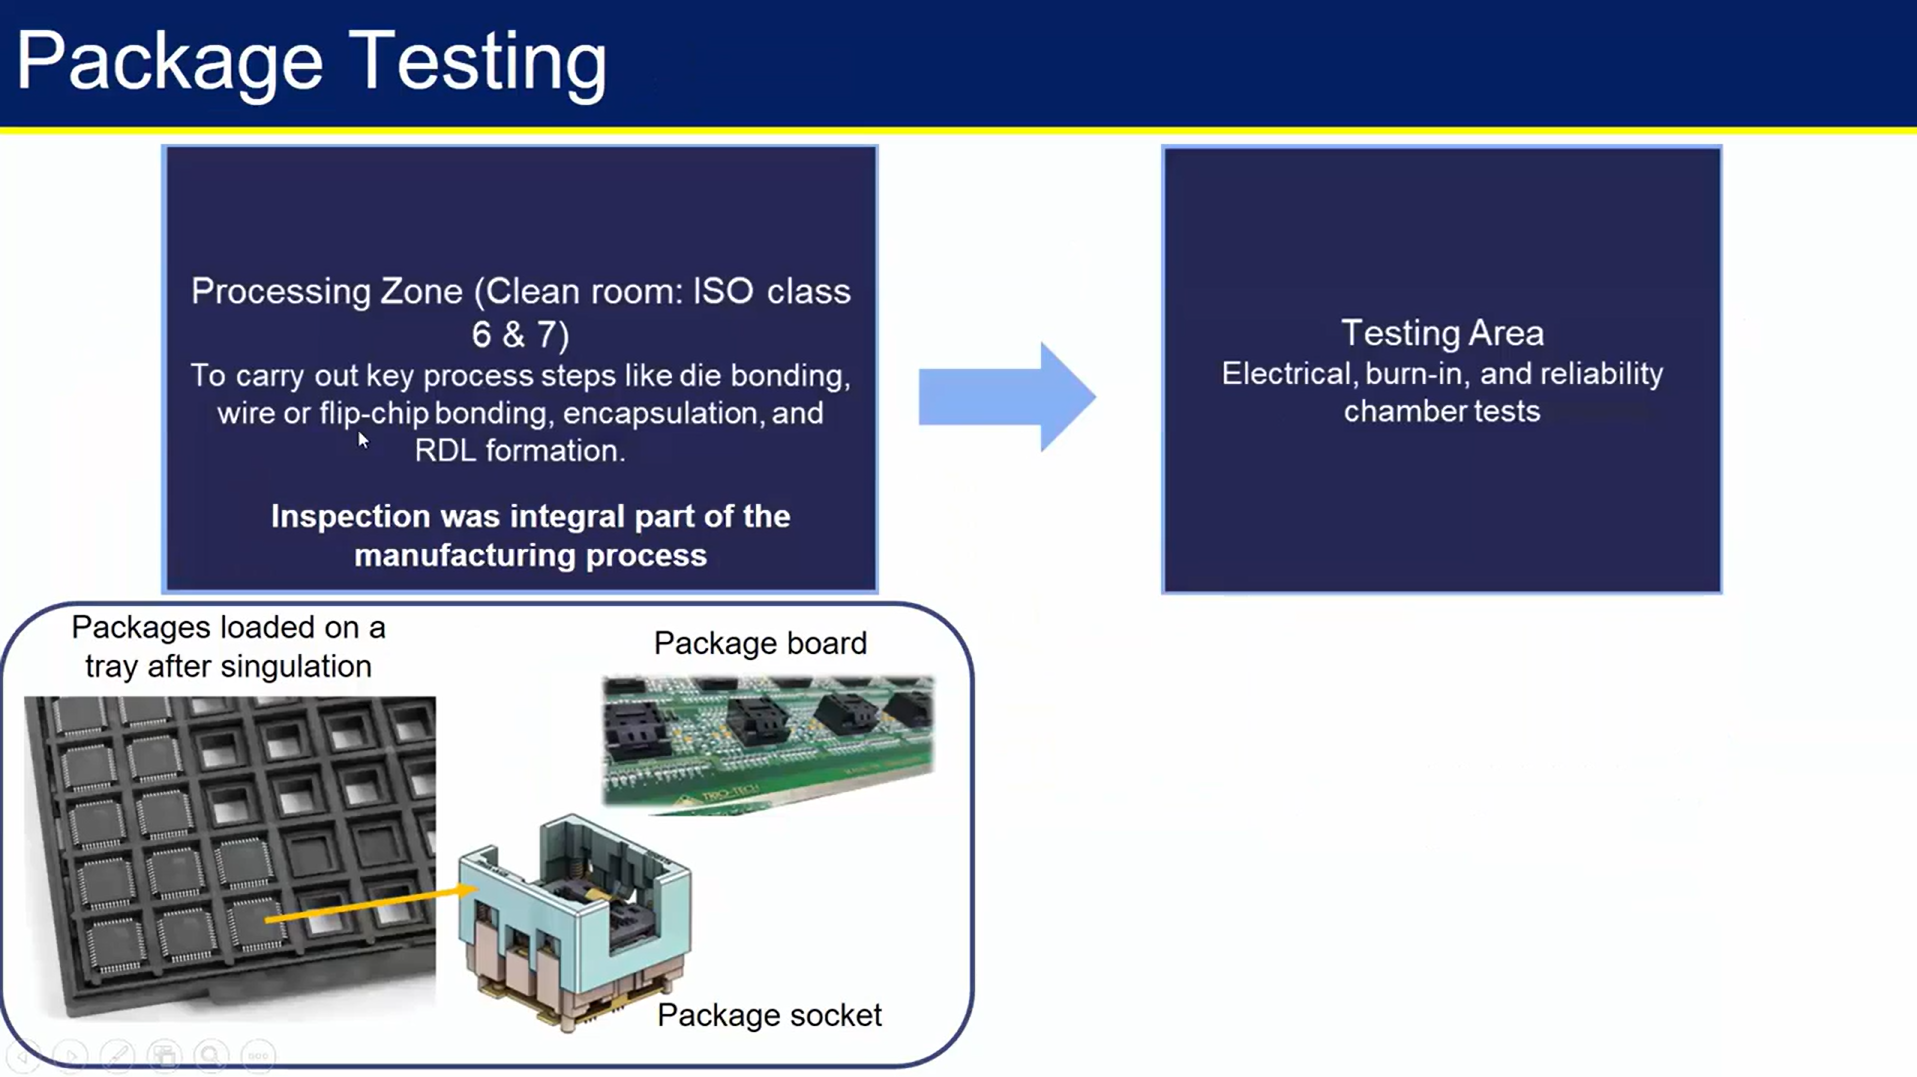 Package Testing
Processing Zone (Clean room: ISO class
6 & 7)
To carry out key process steps like die bonding,
wire or flip-chip bonding, encapsulation, and
RDL formation.
Inspection was integral part of the
manufacturing process
Testing Area
Electrical, burn-in, and reliability
chamber tests
Packages loaded on a
tray after singulation
Package board
TRIO-TECH
Package socket